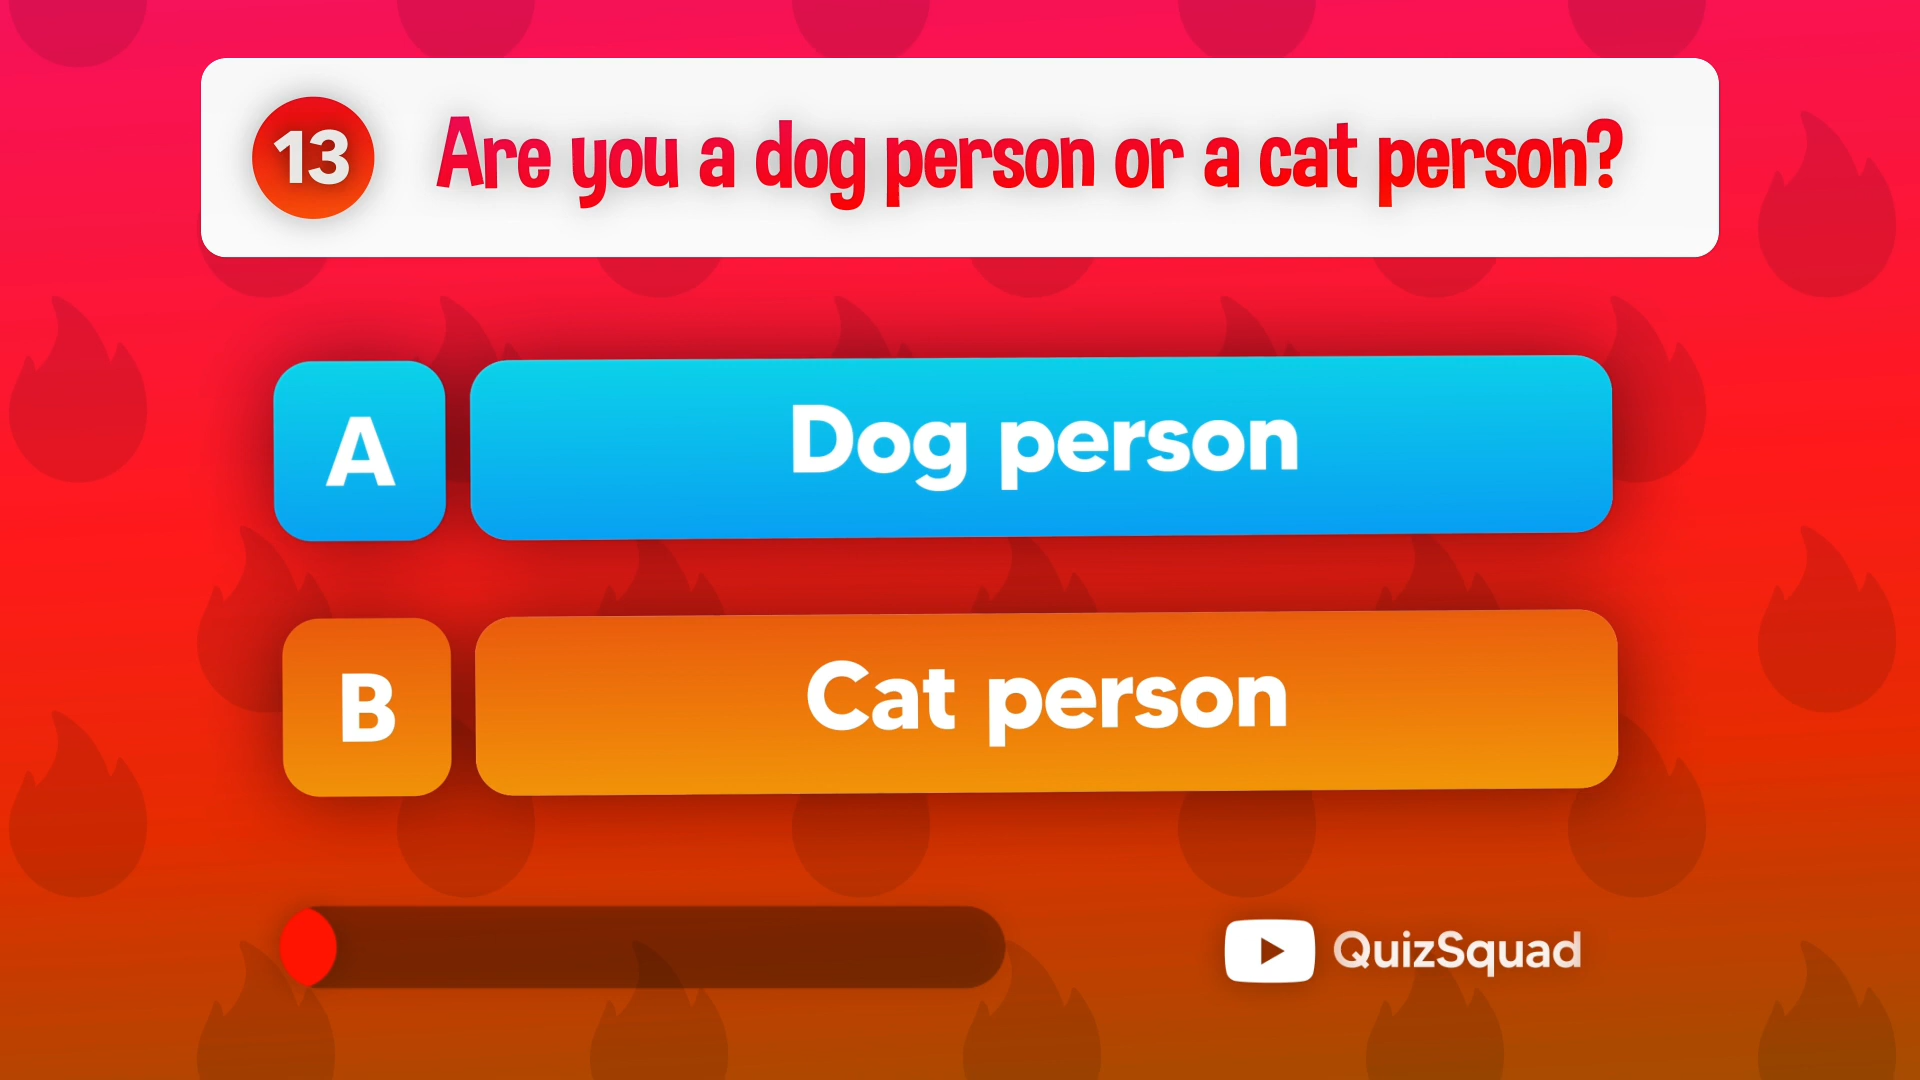 13 Are you a dog person or a cat person?
A Dog person
B Cat person
QuizSquad